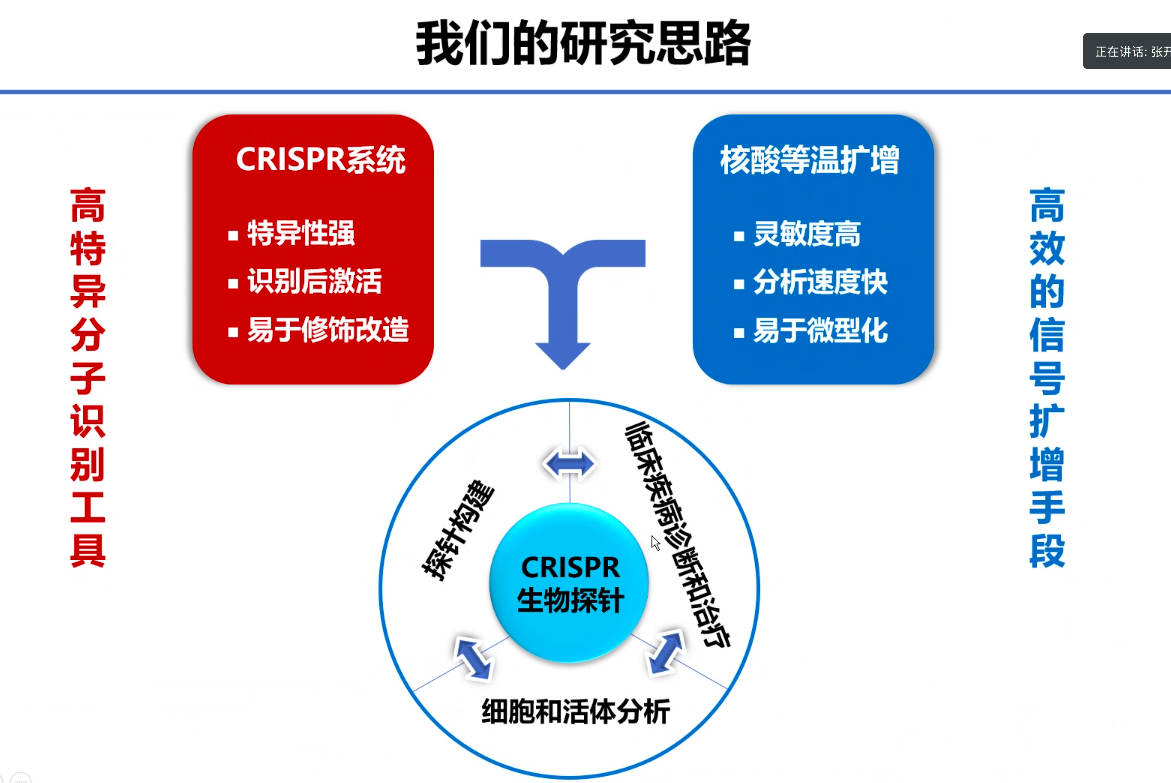 我们的研究思路
正在讲话: 张
高特异分子识别工具
CRISPR系统
▪ 特异性强
▪ 识别后激活
▪ 易于修饰改造
核酸等温扩增
▪ 灵敏度高
▪ 分析速度快
▪ 易于微型化
高效的信号扩增手段
探针构建
临床疾病诊断和治疗
CRISPR
生物探针
细胞和活体分析